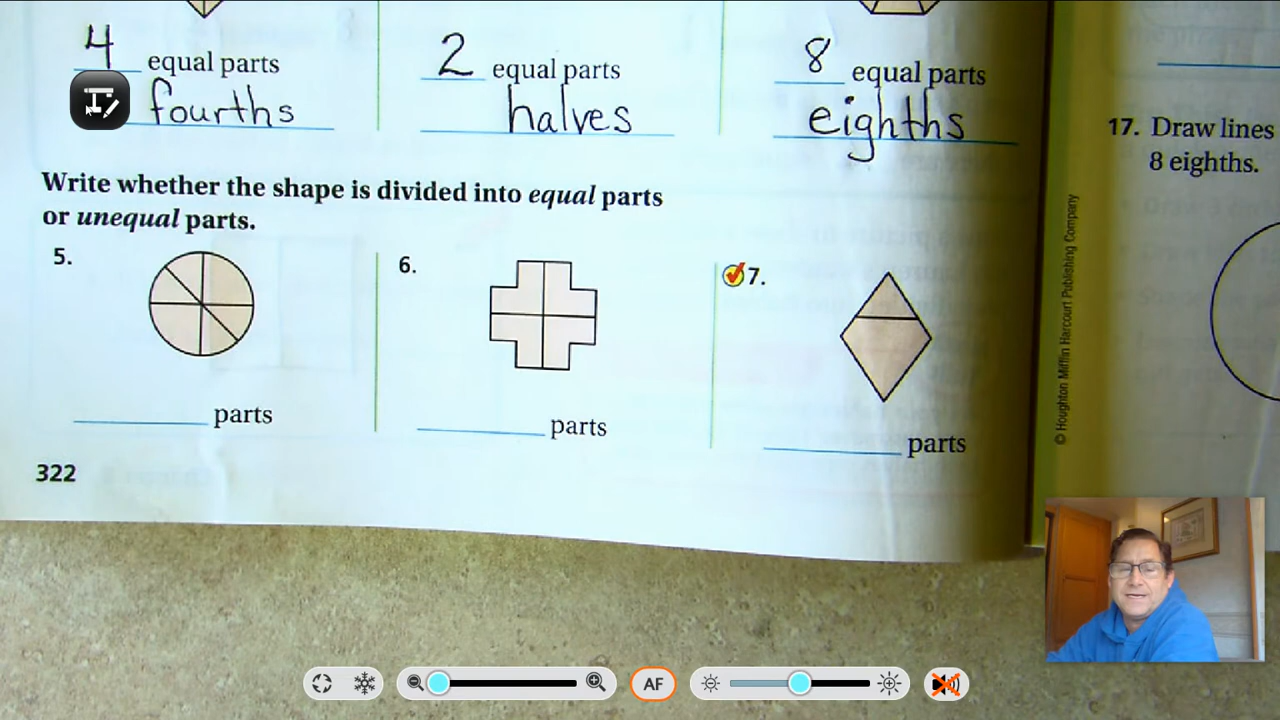 4 equal parts
fourths
2 equal parts
halves
8 equal parts
eighths
Write whether the shape is divided into equal parts
or unequal parts.
5.
6.
7.
parts
parts
parts
322
© Houghton Mifflin Harcourt Publishing Company
17. Draw lines
8 eighths.
AF